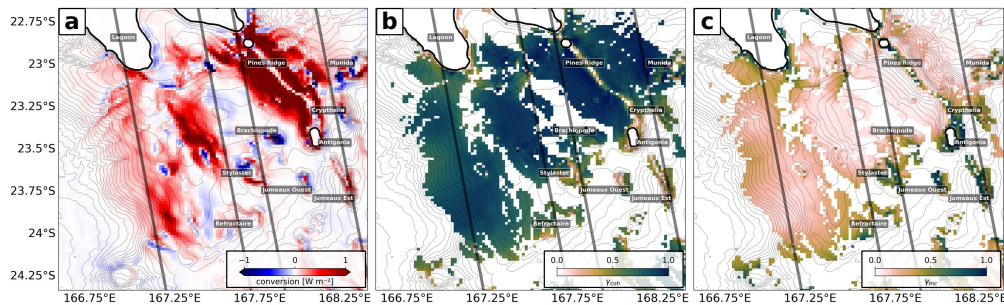 a
b
c
22.75°S
23°S
23.25°S
23.5°S
23.75°S
24°S
24.25°S
Lagoon
Pines Ridge
Munida
Crypthelia
Brachiopode
Antigonia
Stylaster
Jumeaux Ouest
Jumeaux Est
Refractaire
−1 0 1
conversion [W m⁻²]
Lagoon
Pines Ridge
Munida
Crypthelia
Brachiopode
Antigonia
Stylaster
Jumeaux Ouest
Jumeaux Est
Refractaire
0.0 0.5 1.0
γcoh
Lagoon
Pines Ridge
Munida
Crypthelia
Brachiopode
Antigonia
Stylaster
Jumeaux Ouest
Jumeaux Est
Refractaire
0.0 0.5 1.0
γinc
166.75°E 167.25°E 167.75°E 168.25°E
166.75°E 167.25°E 167.75°E 168.25°E
166.75°E 167.25°E 167.75°E 168.25°E